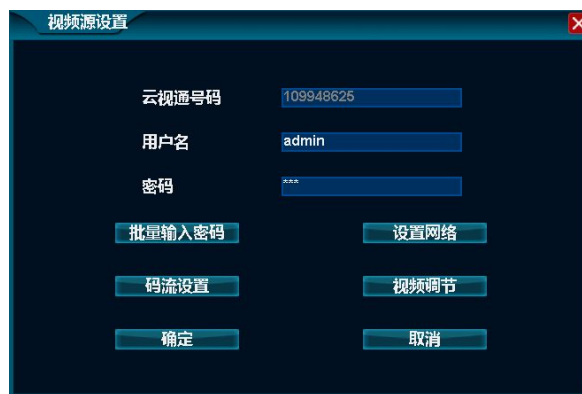 视频源设置
云视通号码 109948625
用户名 admin
密码 ***
批量输入密码 设置网络
码流设置 视频调节
确定 取消